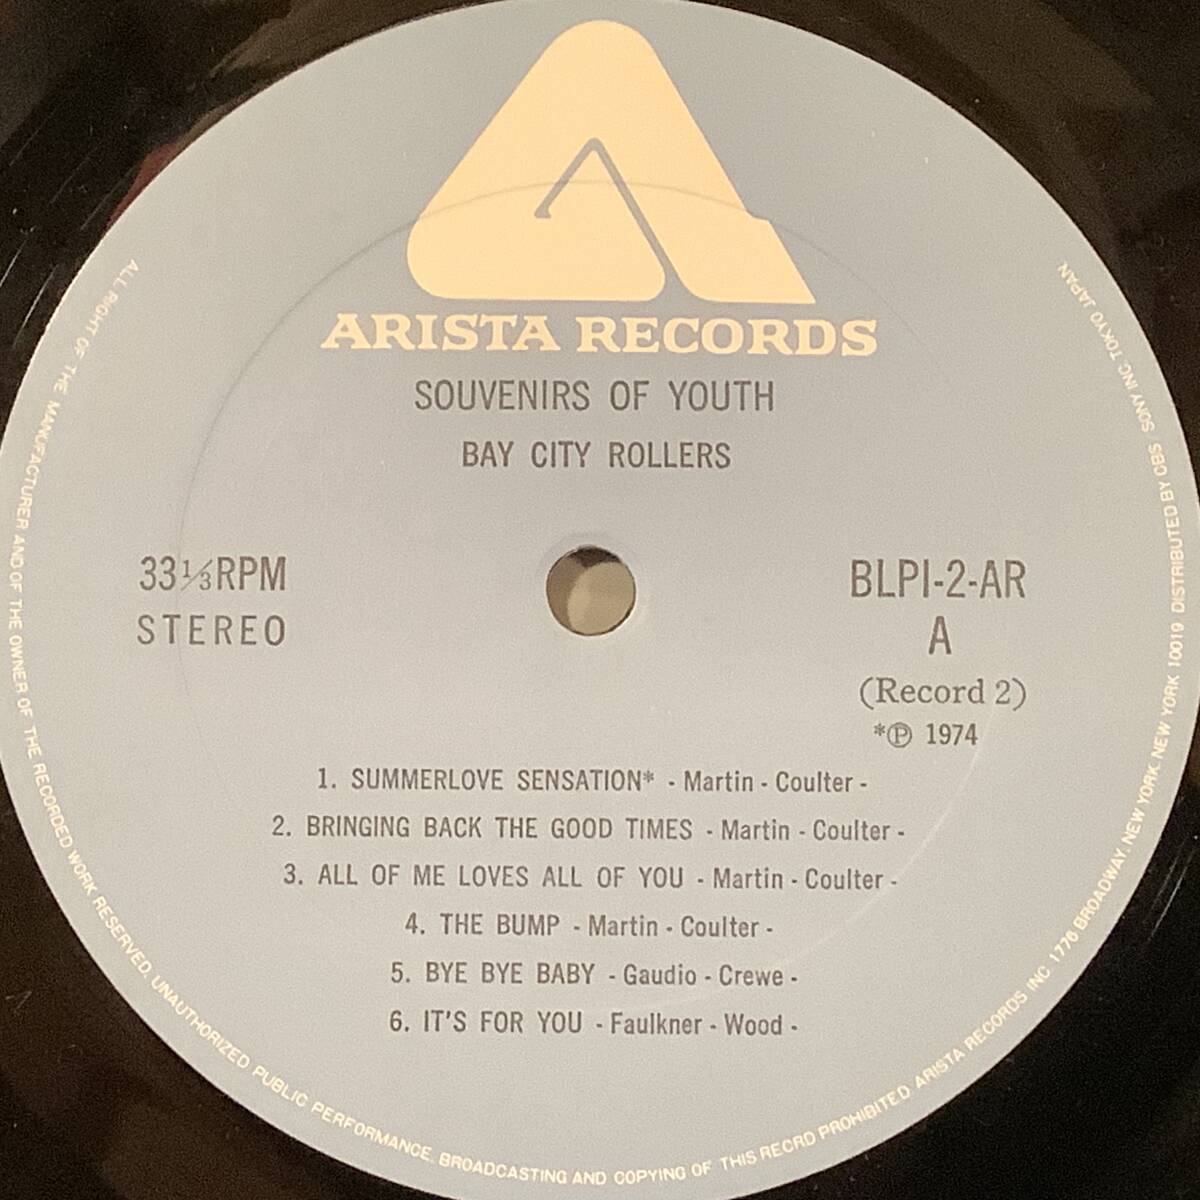 ARISTA RECORDS
SOUVENIRS OF YOUTH
BAY CITY ROLLERS
33⅓RPM
STEREO
BLPI-2-AR
A
(Record 2)
*℗ 1974
1. SUMMERLOVE SENSATION* - Martin - Coulter -
2. BRINGING BACK THE GOOD TIMES - Martin - Coulter -
3. ALL OF ME LOVES ALL OF YOU - Martin - Coulter -
4. THE BUMP - Martin - Coulter -
5. BYE BYE BABY - Gaudio - Crewe -
6. IT'S FOR YOU - Faulkner - Wood -
ALL RIGHT OF THE MANUFACTURER AND OF THE OWNER OF THE RECORDED WORK RESERVED. UNAUTHORIZED PUBLIC PERFORMANCE. BROADCASTING AND COPYING OF THIS RECRD PROHIBITED ARISTA RECORDS INC. 1776 BROADWAY. NEW YORK. NEW YORK 10019 DISTRIBUTED BY CBS SONY INC. TOKYO JAPAN